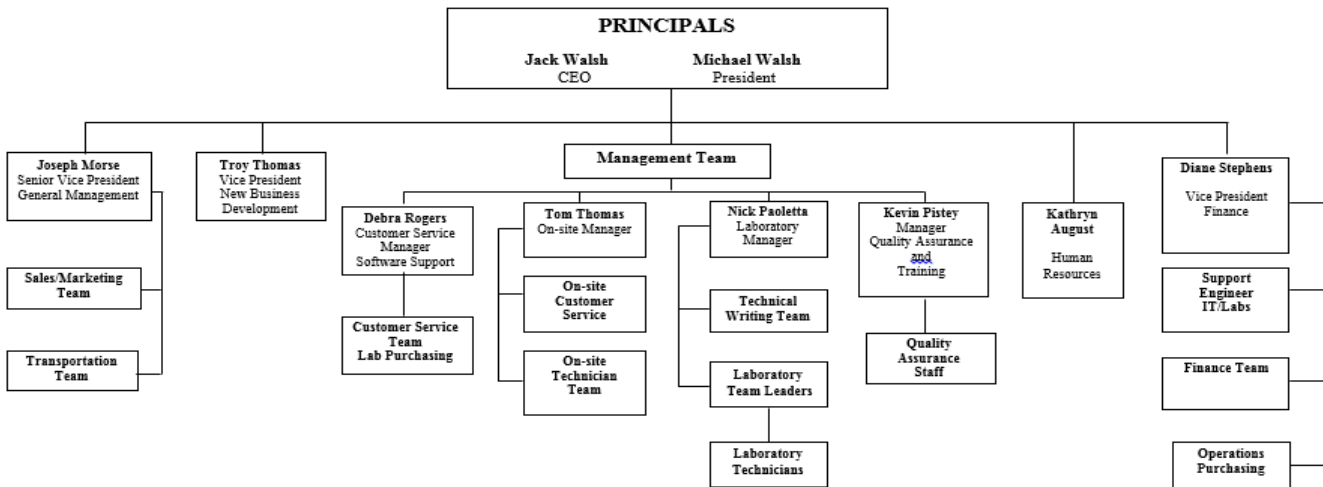 PRINCIPALS
Jack Walsh
CEO
Michael Walsh
President
Joseph Morse
Senior Vice President
General Management
Sales/Marketing
Team
Transportation
Team
Troy Thomas
Vice President
New Business
Development
Management Team
Debra Rogers
Customer Service
Manager
Software Support
Customer Service
Team
Lab Purchasing
Tom Thomas
On-site Manager
On-site
Customer
Service
On-site
Technician
Team
Nick Paoletta
Laboratory
Manager
Technical
Writing Team
Laboratory
Team Leaders
Laboratory
Technicians
Kevin Pistey
Manager
Quality Assurance
and
Training
Quality
Assurance
Staff
Kathryn
August
Human
Resources
Diane Stephens
Vice President
Finance
Support
Engineer
IT/Labs
Finance Team
Operations
Purchasing